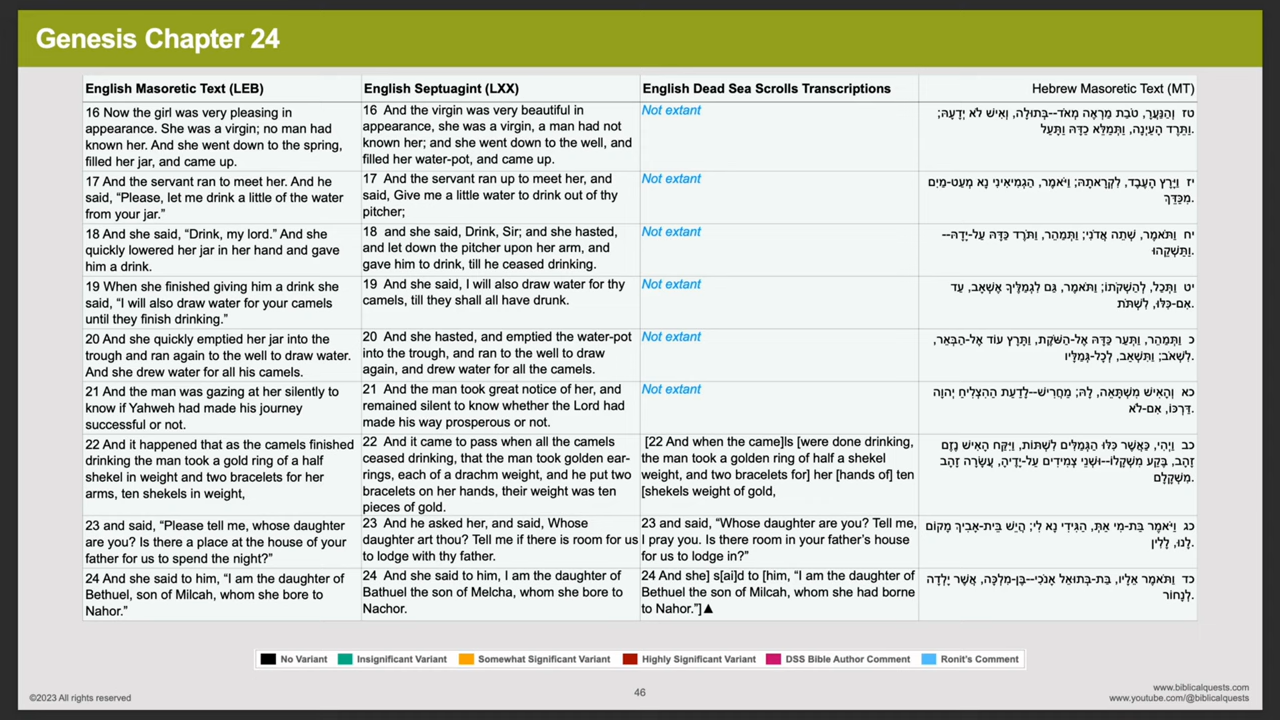 Genesis Chapter 24
English Masoretic Text (LEB)
English Septuagint (LXX)
English Dead Sea Scrolls Transcriptions
Hebrew Masoretic Text (MT)
16 Now the girl was very pleasing in
appearance. She was a virgin; no man had
known her. And she went down to the spring,
filled her jar, and came up.
16 And the virgin was very beautiful in
appearance, she was a virgin, a man had not
known her; and she went down to the well, and
filled her water-pot, and came up.
Not extant
טז וְהַנַּעֲרָ, טֹבַת מַרְאֶה מְאֹד--בְּתוּלָה, וְאִישׁ לֹא יְדָעָהּ;
וַתֵּרֶד הָעַיְנָה, וַתְּמַלֵּא כַדָּהּ וַתָּעַל.
17 And the servant ran to meet her. And he
said, “Please, let me drink a little of the water
from your jar.”
17 And the servant ran up to meet her, and
said, Give me a little water to drink out of thy
pitcher;
Not extant
יז וַיָּרָץ הָעֶבֶד, לִקְרָאתָהּ; וַיֹּאמֶר, הַגְמִיאִינִי נָא מְעַט-מַיִם
מִכַּדֵּךְ.
18 And she said, “Drink, my lord.” And she
quickly lowered her jar in her hand and gave
him a drink.
18 and she said, Drink, Sir; and she hasted,
and let down the pitcher upon her arm, and
gave him to drink, till he ceased drinking.
Not extant
יח וַתֹּאמֶר, שְׁתֵה אֲדֹנִי; וַתְּמַהֵר, וַתֹּרֶד כַּדָּהּ עַל-יָדָהּ--
וַתַּשְׁקֵהוּ.
19 When she finished giving him a drink she
said, “I will also draw water for your camels
until they finish drinking.”
19 And she said, I will also draw water for thy
camels, till they shall all have drunk.
Not extant
יט וַתְּכַל, לְהַשְׁקֹתוֹ; וַתֹּאמֶר, גַּם לִגְמַלֶּיךָ אֶשְׁאָב, עַד
אִם-כִּלּוּ, לִשְׁתֹּת.
20 And she quickly emptied her jar into the
trough and ran again to the well to draw water.
And she drew water for all his camels.
20 And she hasted, and emptied the water-pot
into the trough, and ran to the well to draw
again, and drew water for all the camels.
Not extant
כ וַתְּמַהֵר, וַתְּעַר כַּדָּהּ אֶל-הַשֹּׁקֶת, וַתָּרָץ עוֹד אֶל-הַבְּאֵר,
לִשְׁאֹב; וַתִּשְׁאַב, לְכָל-גְּמַלָּיו.
21 And the man was gazing at her silently to
know if Yahweh had made his journey
successful or not.
21 And the man took great notice of her, and
remained silent to know whether the Lord had
made his way prosperous or not.
Not extant
כא וְהָאִישׁ מִשְׁתָּאֵה, לָהּ; מַחֲרִישׁ--לָדַעַת הַהִצְלִיחַ יְהוָה
דַּרְכּוֹ, אִם-לֹא.
22 And it happened that as the camels finished
drinking the man took a gold ring of a half
shekel in weight and two bracelets for her
arms, ten shekels in weight,
22 And it came to pass when all the camels
ceased drinking, that the man took golden ear-
rings, each of a drachm weight, and he put two
bracelets on her hands, their weight was ten
pieces of gold.
[22 And when the came]ls [were done drinking,
the man took a golden ring of half a shekel
weight, and two bracelets for] her [hands of] ten
[shekels weight of gold,
כב וַיְהִי, כַּאֲשֶׁר כִּלּוּ הַגְּמַלִּים לִשְׁתּוֹת, וַיִּקַּח הָאִישׁ נֶזֶם
זָהָב, בֶּקַע מִשְׁקָלוֹ--וּשְׁנֵי צְמִידִים עַל-יָדֶיהָ, עֲשָׂרָה זָהָב
מִשְׁקָלָם.
23 and said, “Please tell me, whose daughter
are you? Is there a place at the house of your
father for us to spend the night?”
23 And he asked her, and said, Whose
daughter art thou? Tell me if there is room for us
to lodge with thy father.
23 and said, “Whose daughter are you? Tell me,
I pray you. Is there room in your father’s house
for us to lodge in?”
כג וַיֹּאמֶר בַּת-מִי אַתְּ, הַגִּידִי נָא לִי; הֲיֵשׁ בֵּית-אָבִיךְ מָקוֹם
לָנוּ, לָלִין.
24 And she said to him, “I am the daughter of
Bethuel, son of Milcah, whom she bore to
Nahor.”
24 And she said to him, I am the daughter of
Bathuel the son of Melcha, whom she bore to
Nachor.
24 And she] s[ai]d to [him, “I am the daughter of
Bethuel the son of Milcah, whom she had borne
to Nahor.”]▲
כד וַתֹּאמֶר אֵלָיו, בַּת-בְּתוּאֵל אָנֹכִי--בֶּן-מִלְכָּה, אֲשֶׁר יָלְדָה
לְנָחוֹר.
No Variant
Insignificant Variant
Somewhat Significant Variant
Highly Significant Variant
DSS Bible Author Comment
Ronit's Comment
©2023 All rights reserved
46
www.biblicalquests.com
www.youtube.com/@biblicalquests